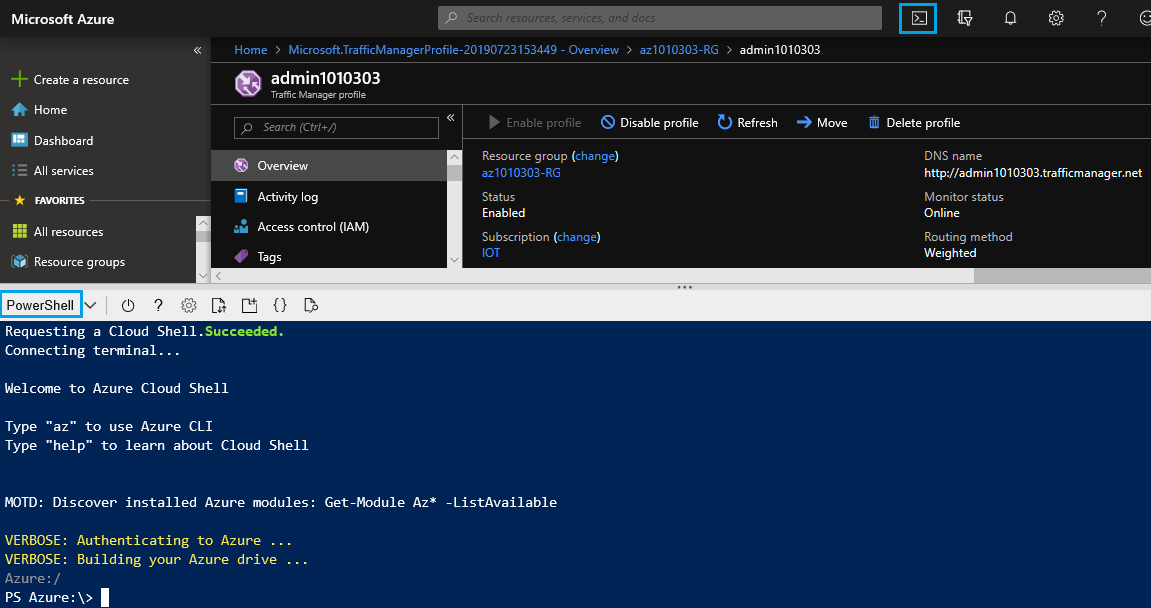 Microsoft Azure
Search resources, services, and docs
Home > Microsoft.TrafficManagerProfile-20190723153449 - Overview > az1010303-RG > admin1010303
Create a resource
Home
Dashboard
All services
FAVORITES
All resources
Resource groups
admin1010303
Traffic Manager profile
Search (Ctrl+/)
Overview
Activity log
Access control (IAM)
Tags
Enable profile Disable profile Refresh Move Delete profile
Resource group (change)
az1010303-RG
Status
Enabled
Subscription (change)
IOT
DNS name
http://admin1010303.trafficmanager.net
Monitor status
Online
Routing method
Weighted
PowerShell
Requesting a Cloud Shell.Succeeded.
Connecting terminal...
Welcome to Azure Cloud Shell
Type "az" to use Azure CLI
Type "help" to learn about Cloud Shell
MOTD: Discover installed Azure modules: Get-Module Az* -ListAvailable
VERBOSE: Authenticating to Azure ...
VERBOSE: Building your Azure drive ...
Azure:/
PS Azure:\>